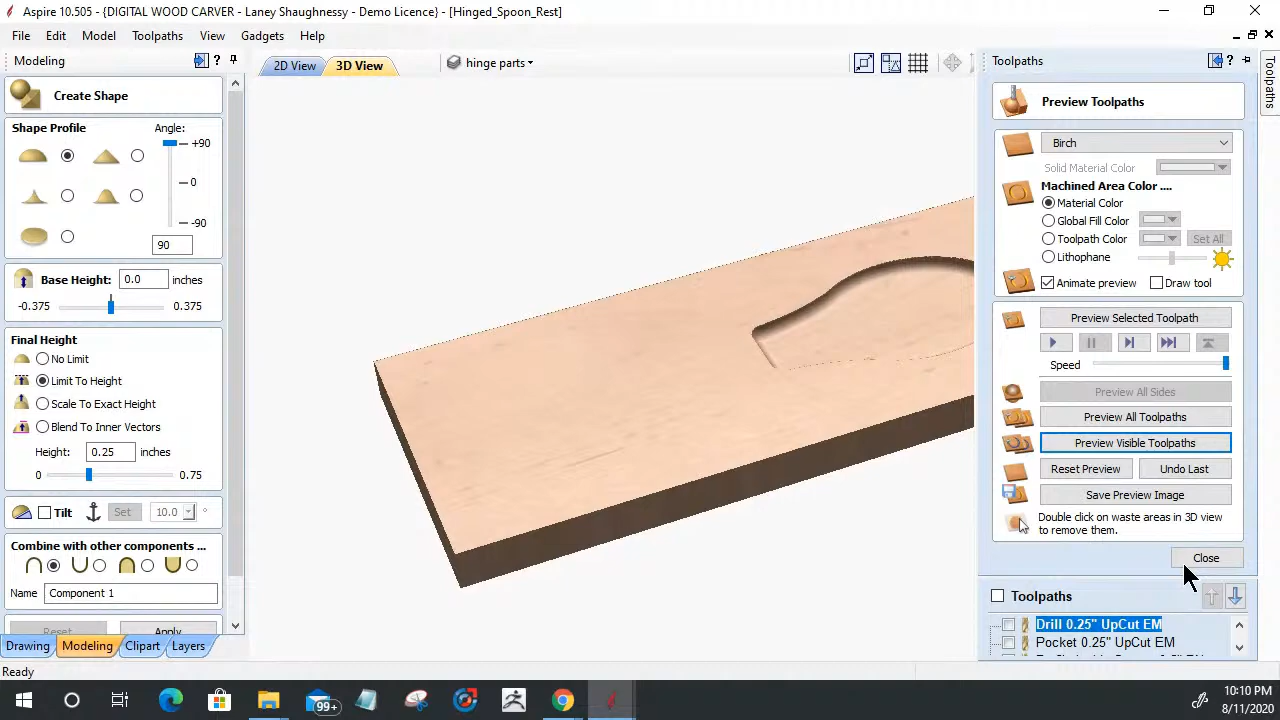 Aspire 10.505 - {DIGITAL WOOD CARVER - Laney Shaughnessy - Demo Licence} - [Hinged_Spoon_Rest]
File Edit Model Toolpaths View Gadgets Help
Modeling
?
Create Shape
Shape Profile
Angle:
+90
0
-90
90
Base Height: 0.0 inches
-0.375 0.375
Final Height
No Limit
Limit To Height
Scale To Exact Height
Blend To Inner Vectors
Height: 0.25 inches
0 0.75
Tilt Set 10.0 °
Combine with other components ...
Name Component 1
Reset Apply
Drawing Modeling Clipart Layers
Ready
2D View 3D View hinge parts
Toolpaths
?
Toolpaths
Preview Toolpaths
Birch
Solid Material Color
Machined Area Color ....
Material Color
Global Fill Color
Toolpath Color Set All
Lithophane
Animate preview Draw tool
Preview Selected Toolpath
Speed
Preview All Sides
Preview All Toolpaths
Preview Visible Toolpaths
Reset Preview Undo Last
Save Preview Image
Double click on waste areas in 3D view
to remove them.
Close
Toolpaths
Drill 0.25" UpCut EM
Pocket 0.25" UpCut EM
99+
10:10 PM
8/11/2020